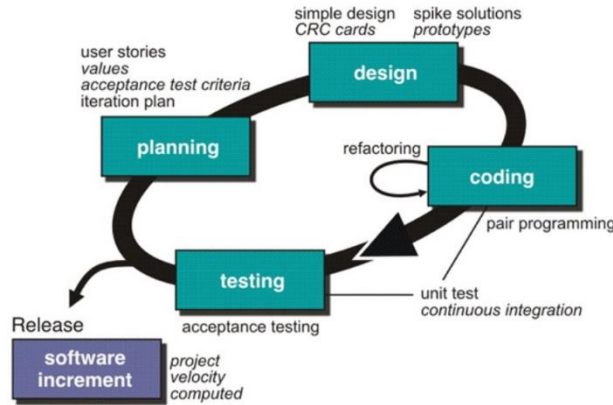 simple design
CRC cards
spike solutions
prototypes
user stories
values
acceptance test criteria
iteration plan
design
planning
refactoring
coding
pair programming
testing
unit test
continuous integration
acceptance testing
Release
software
increment
project
velocity
computed